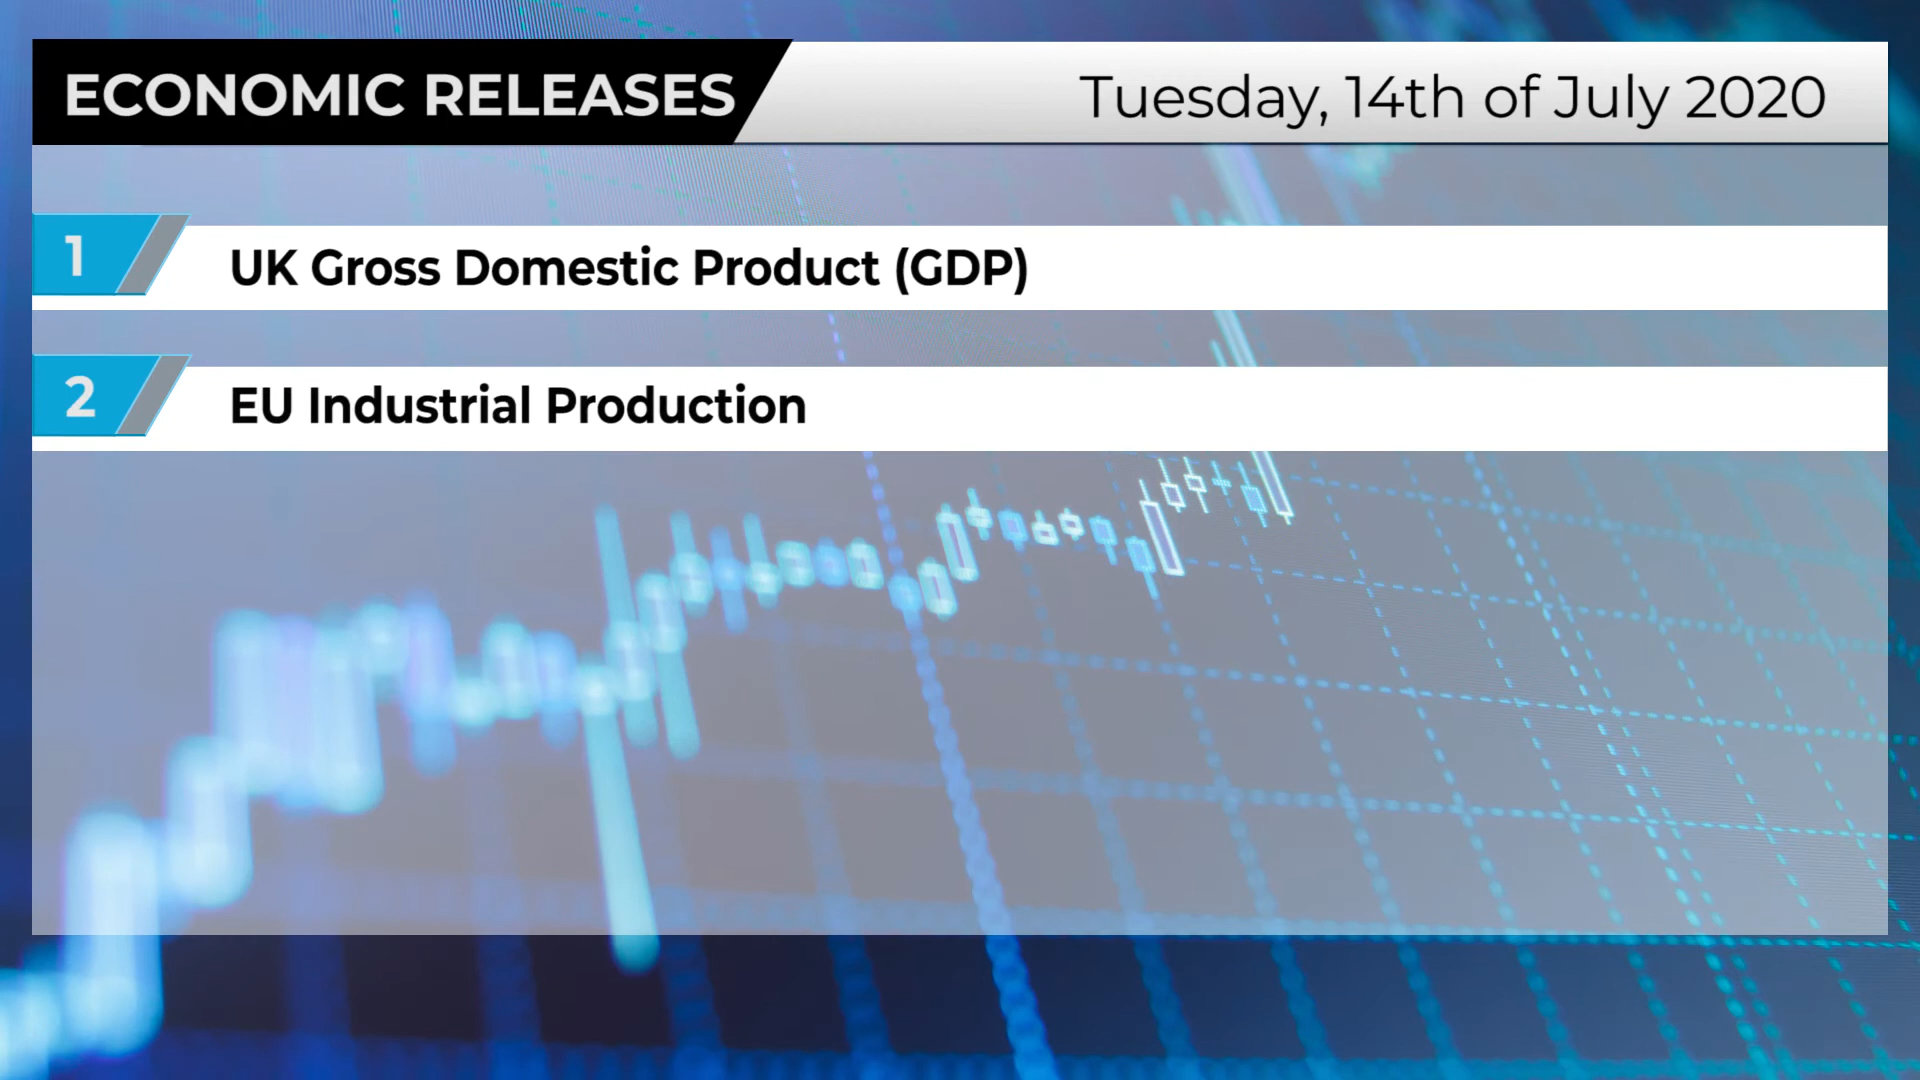 ECONOMIC RELEASES
Tuesday, 14th of July 2020
1
UK Gross Domestic Product (GDP)
2
EU Industrial Production